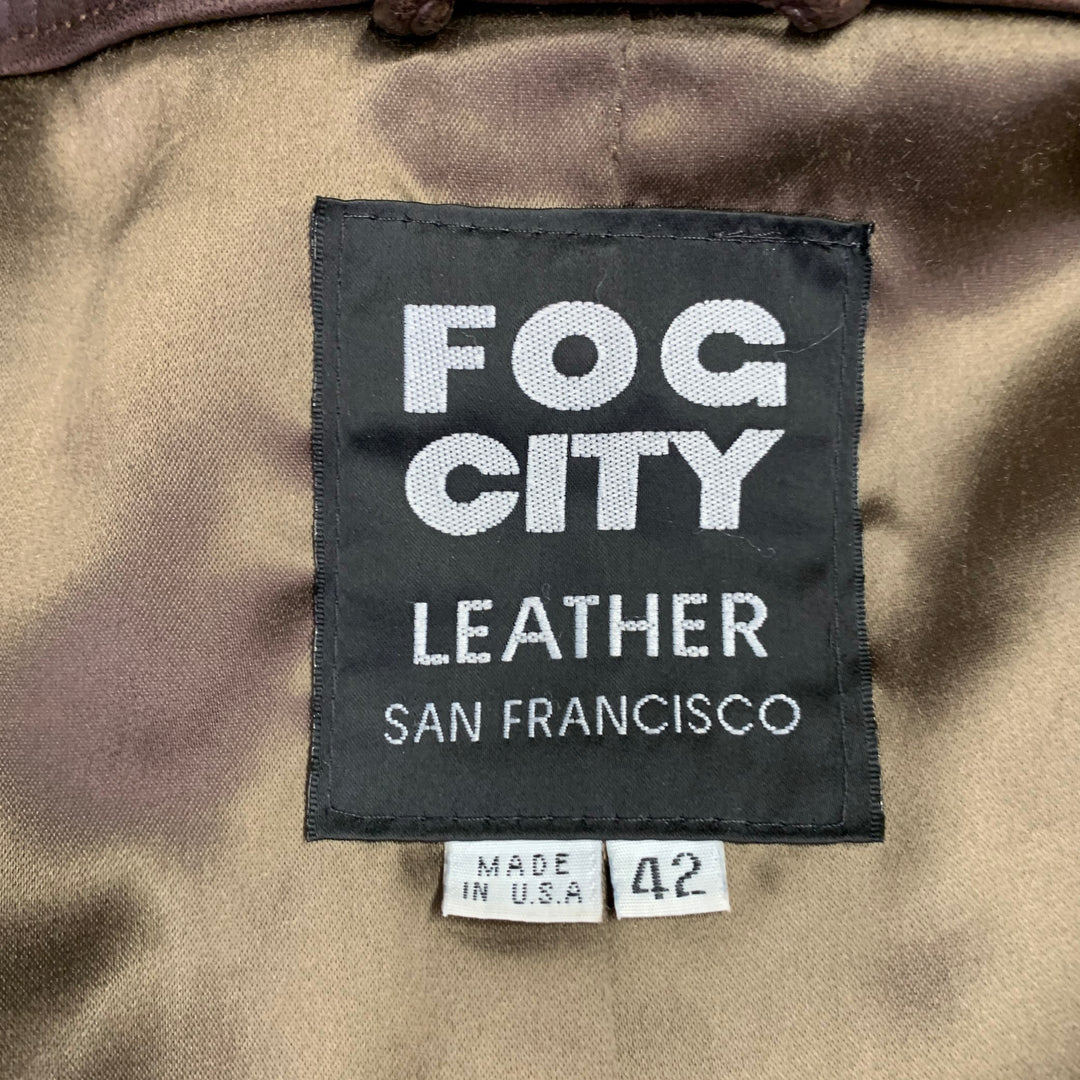 FOG
CITY
LEATHER
SAN FRANCISCO
MADE
IN U.S.A
42